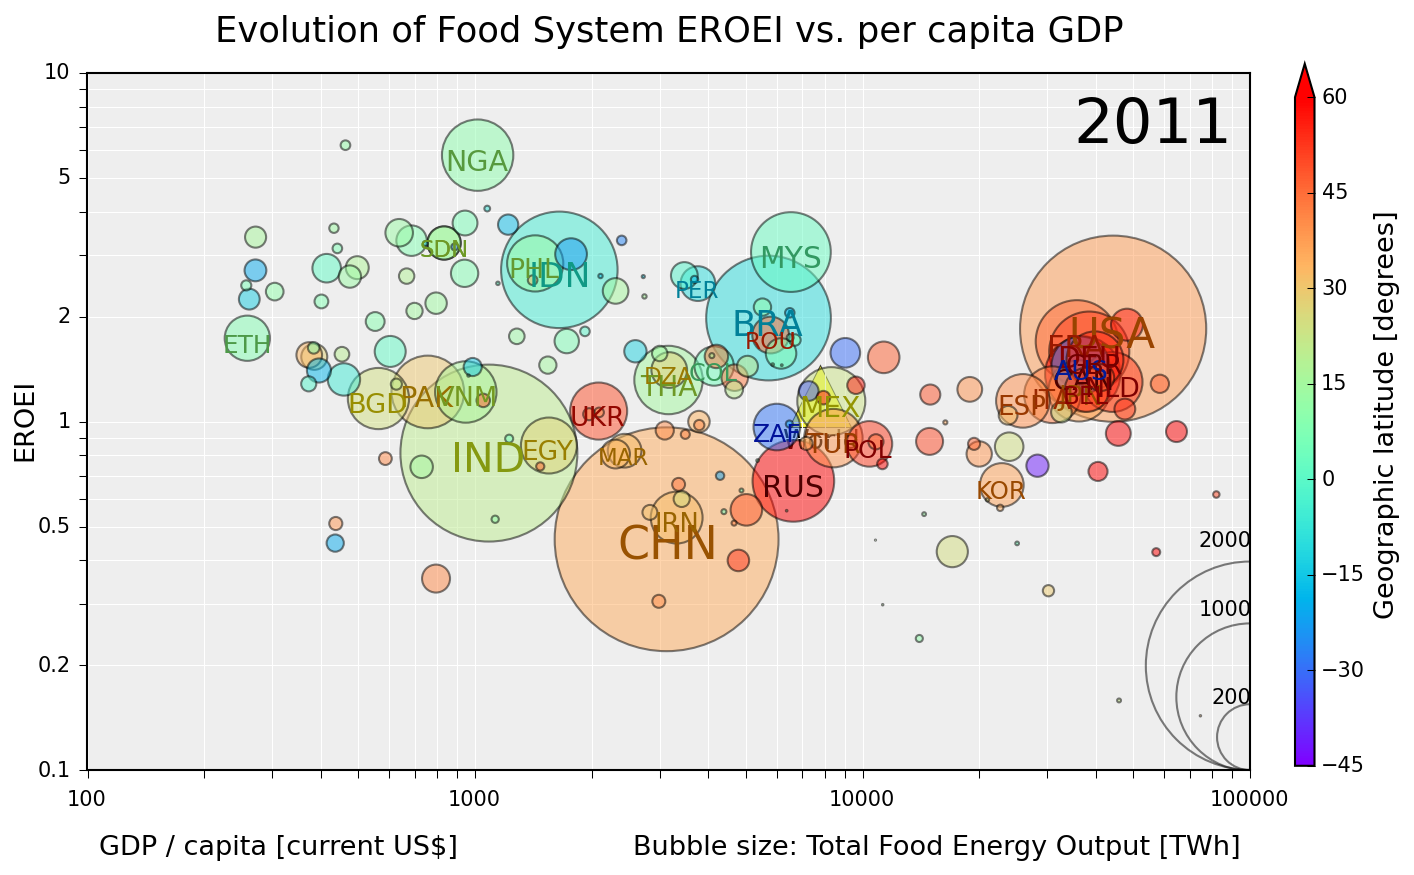 Evolution of Food System EROEI vs. per capita GDP
2011
10
5
2
1
0.5
0.2
0.1
EROEI
NGA
SDN
PHL
IDN
MYS
PER
BRA
ROU
USA
ETH
DZA
THA
BGD
PAK
VNM
UKR
MEX
AUS
ESP
ITA
ZAF
TUR
POL
IND
EGY
MAR
RUS
KOR
IRN
CHN
2000
1000
200
100
1000
10000
100000
GDP / capita [current US$]
Bubble size: Total Food Energy Output [TWh]
60
45
30
15
0
−15
−30
−45
Geographic latitude [degrees]